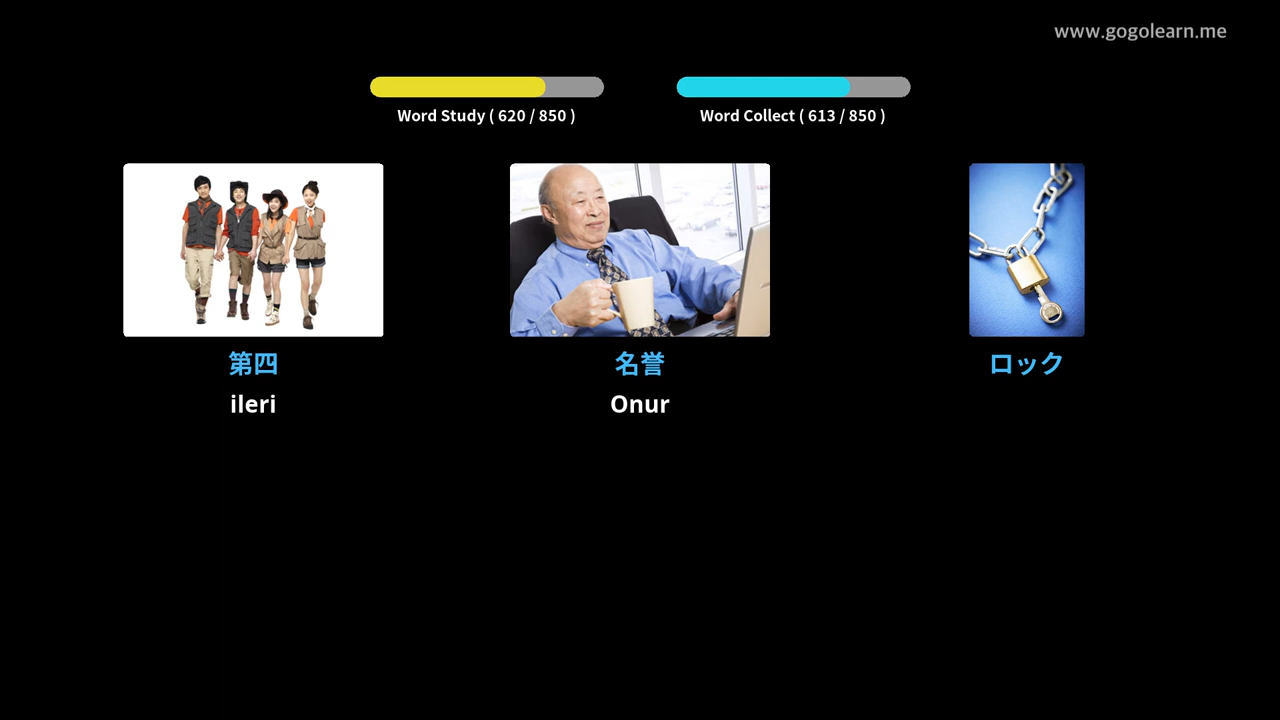 www.gogolearn.me
Word Study ( 620 / 850 )
Word Collect ( 613 / 850 )
第四
ileri
名誉
Onur
ロック